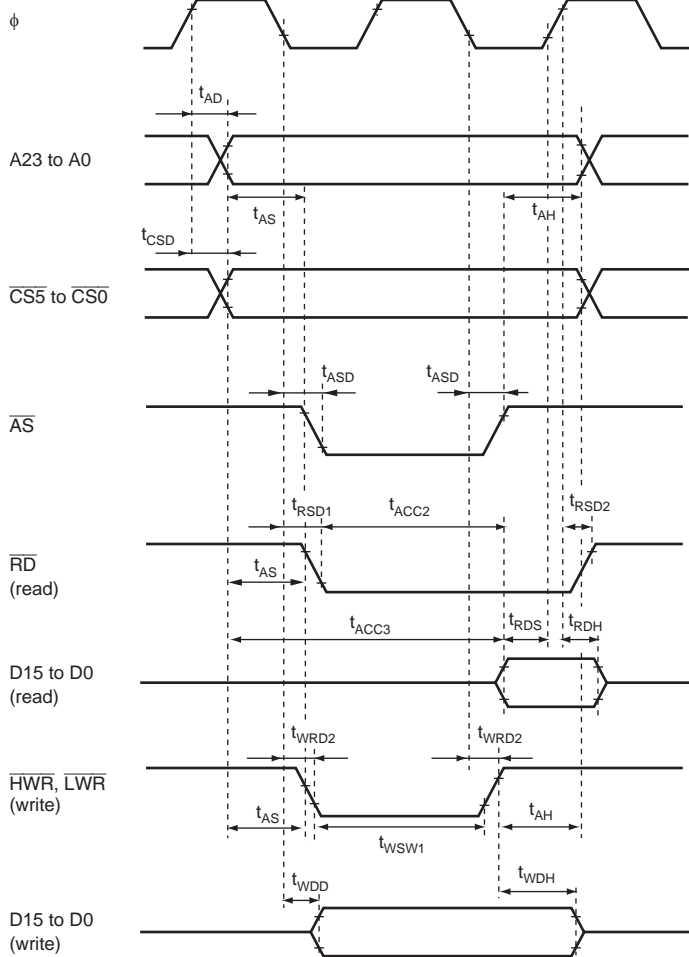 ϕ
tAD
A23 to A0
tAS
tAH
tCSD
CS5 to CS0
tASD tASD
AS
tRSD1 tACC2 tRSD2
RD
(read)
tAS
tACC3 tRDS tRDH
D15 to D0
(read)
tWRD2 tWRD2
HWR, LWR
(write)
tAS
tWSW1
tAH
tWDD
tWDH
D15 to D0
(write)